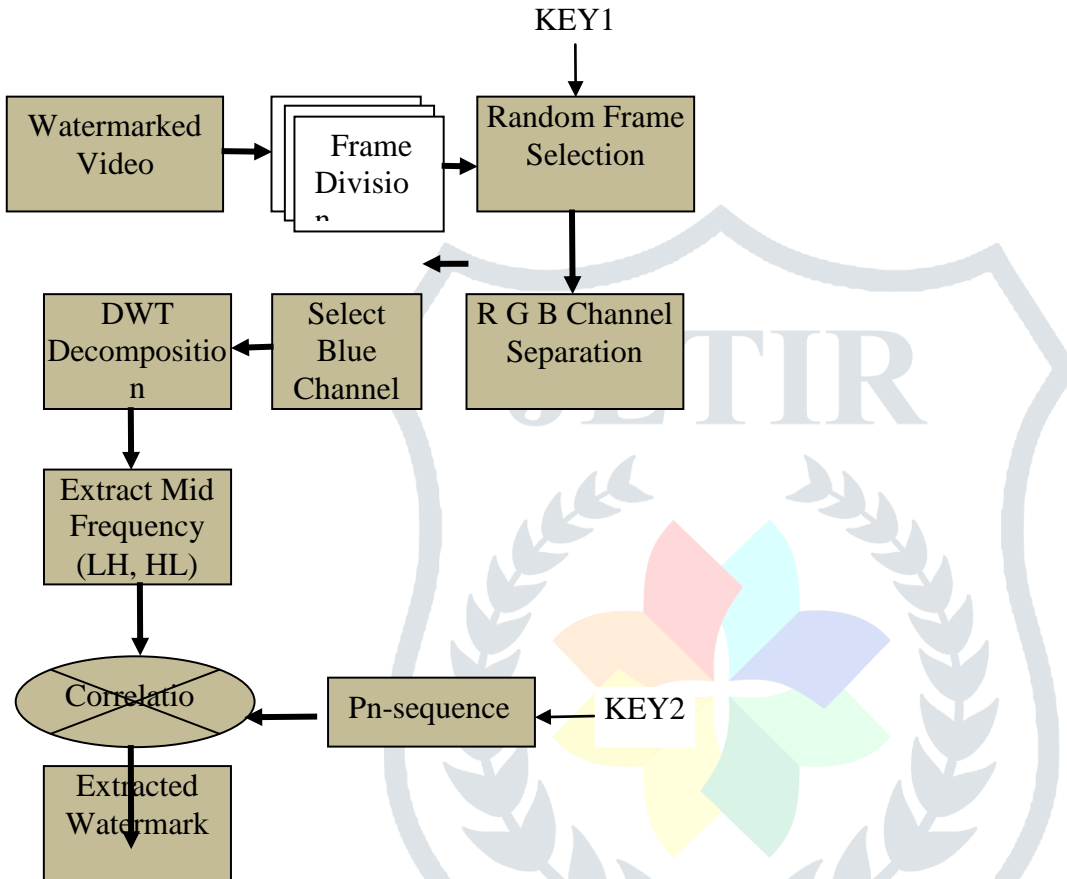 KEY1
Watermarked
Video
Frame
Divisio
n
Random Frame
Selection
DWT
Decompositio
n
Select
Blue
Channel
R G B Channel
Separation
JETIR
Extract Mid
Frequency
(LH, HL)
Correlatio
Pn-sequence
KEY2
Extracted
Watermark